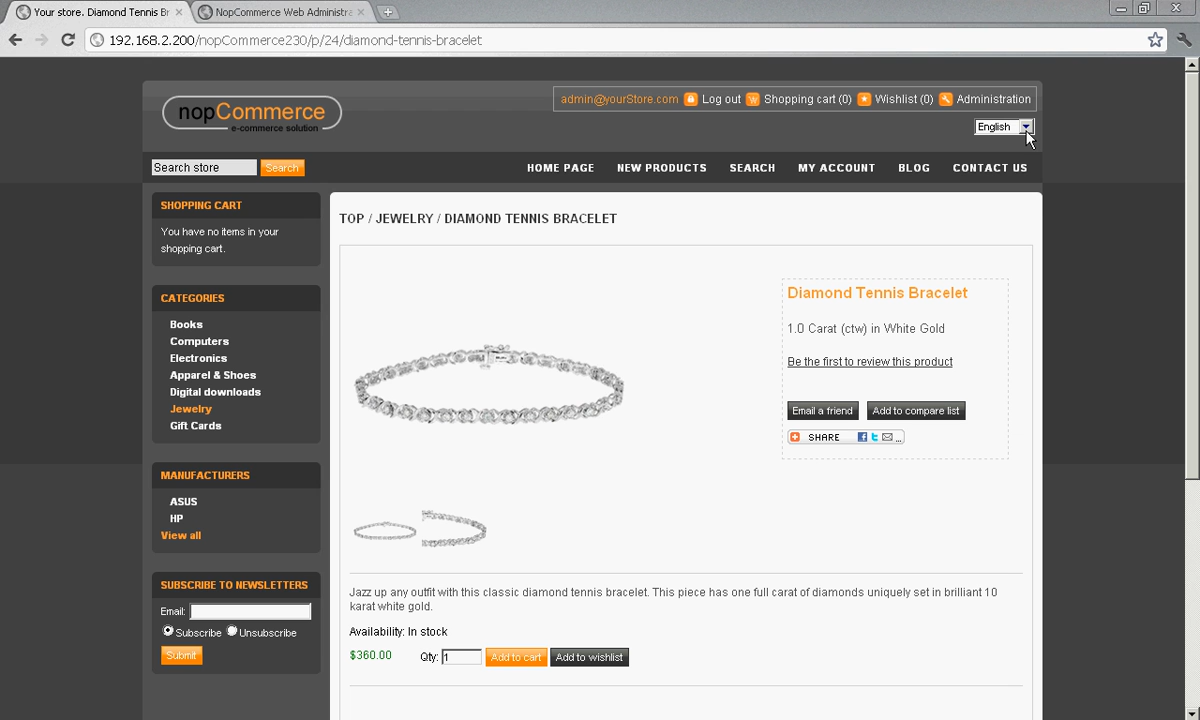 Your store. Diamond Tennis Br
NopCommerce Web Administra
192.168.2.200/nopCommerce230/p/24/diamond-tennis-bracelet
nopCommerce
e-commerce solution
admin@yourStore.com Log out Shopping cart (0) Wishlist (0) Administration
English
Search store Search
HOME PAGE NEW PRODUCTS SEARCH MY ACCOUNT BLOG CONTACT US
SHOPPING CART
You have no items in your
shopping cart.
CATEGORIES
Books
Computers
Electronics
Apparel & Shoes
Digital downloads
Jewelry
Gift Cards
MANUFACTURERS
ASUS
HP
View all
SUBSCRIBE TO NEWSLETTERS
Email:
Subscribe Unsubscribe
Submit
TOP / JEWELRY / DIAMOND TENNIS BRACELET
Diamond Tennis Bracelet
1.0 Carat (ctw) in White Gold
Be the first to review this product
Email a friend Add to compare list
SHARE ...
Jazz up any outfit with this classic diamond tennis bracelet. This piece has one full carat of diamonds uniquely set in brilliant 10
karat white gold.
Availability: In stock
$360.00 Qty: 1 Add to cart Add to wishlist